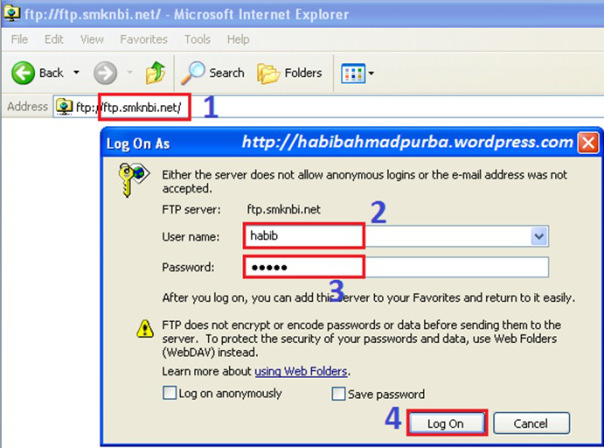 ftp://ftp.smknbi.net/ - Microsoft Internet Explorer
File Edit View Favorites Tools Help
Back Search Folders
Address ftp://ftp.smknbi.net/ 1
Log On As http://habibahmadpurba.wordpress.com
Either the server does not allow anonymous logins or the e-mail address was not
accepted.
FTP server: ftp.smknbi.net
2
User name: habib
Password: •••••
3
After you log on, you can add this server to your Favorites and return to it easily.
FTP does not encrypt or encode passwords or data before sending them to the
server. To protect the security of your passwords and data, use Web Folders
(WebDAV) instead.
Learn more about using Web Folders.
Log on anonymously Save password
4 Log On Cancel